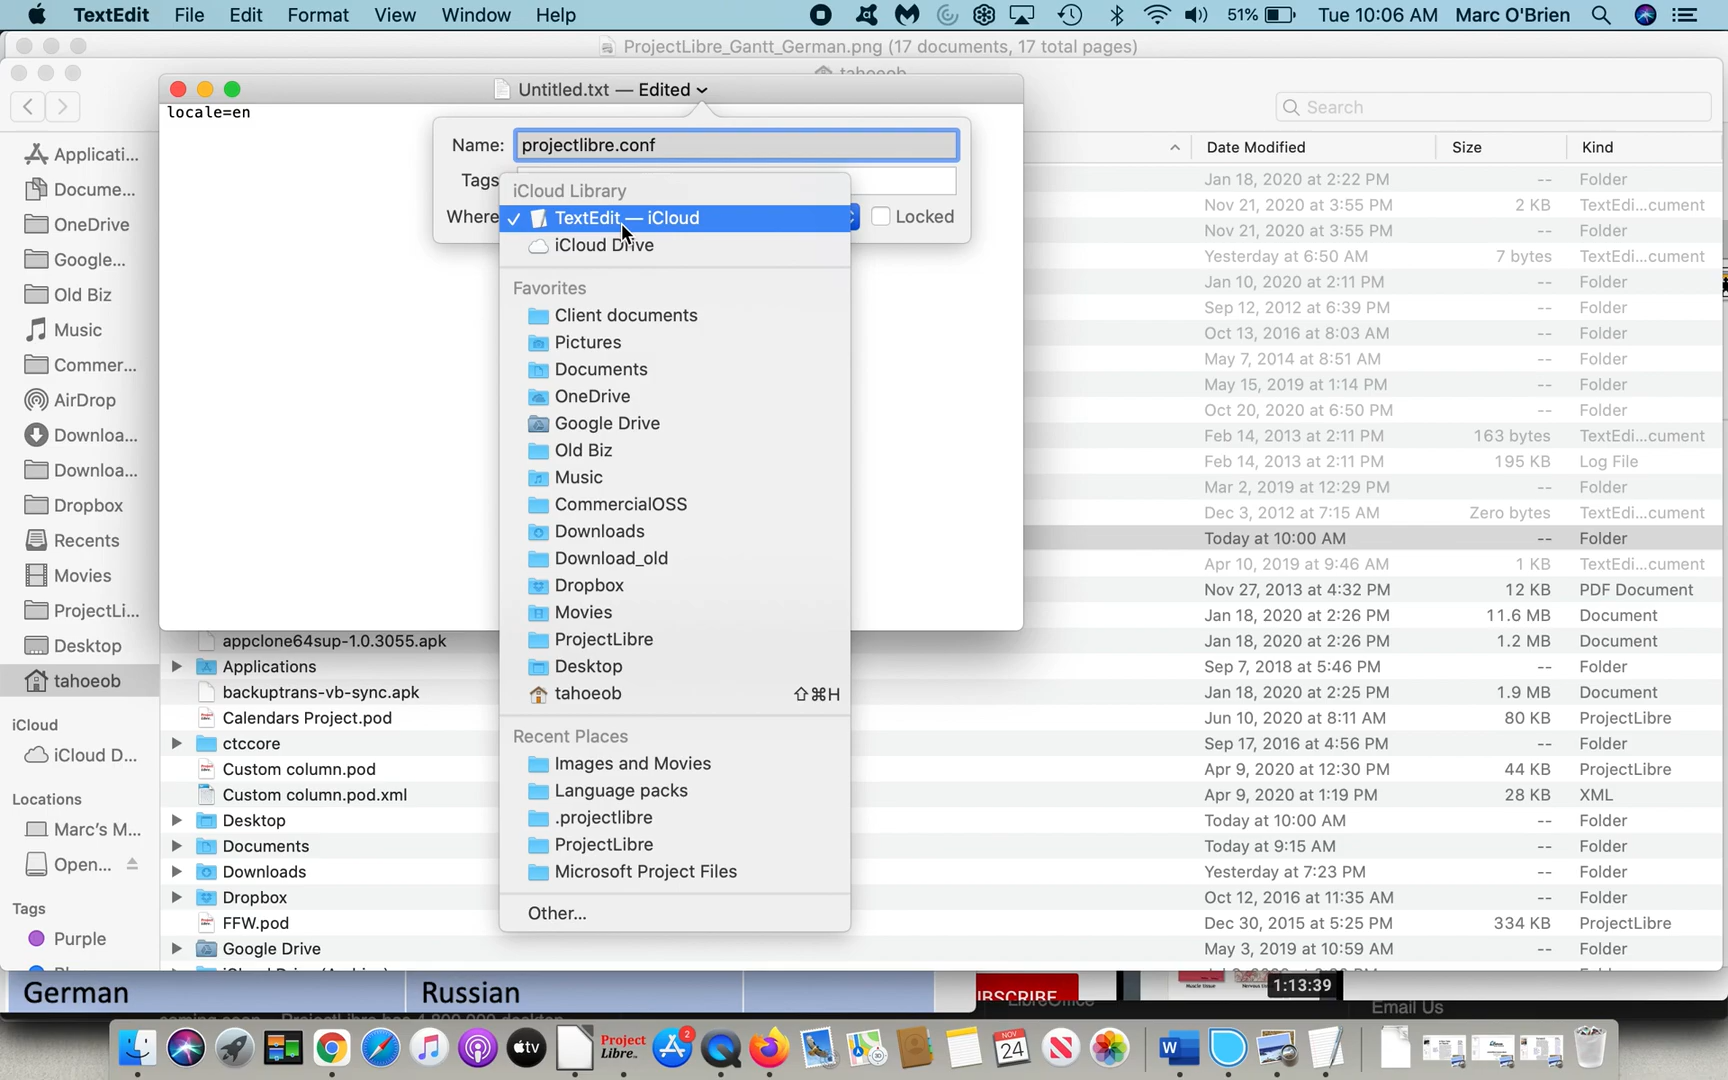 TextEdit File Edit Format View Window Help 51% Tue 10:06 AM Marc O'Brien
ProjectLibre_Gantt_German.png (17 documents, 17 total pages)
tahoeob
Untitled.txt — Edited
Search
locale=en
Name: projectlibre.conf
Tags
Where
Locked
iCloud Library
TextEdit — iCloud
iCloud Drive
Favorites
Client documents
Pictures
Documents
OneDrive
Google Drive
Old Biz
Music
CommercialOSS
Downloads
Download_old
Dropbox
Movies
ProjectLibre
Desktop
tahoeob ⇧⌘H
Recent Places
Images and Movies
Language packs
.projectlibre
ProjectLibre
Microsoft Project Files
Other...
Applicati...
Docume...
OneDrive
Google...
Old Biz
Music
Commer...
AirDrop
Downloa...
Downloa...
Dropbox
Recents
Movies
ProjectLi...
Desktop
tahoeob
iCloud
iCloud D...
Locations
Marc's M...
Open...
Tags
Purple
Date Modified Size Kind
Jan 18, 2020 at 2:22 PM -- Folder
Nov 21, 2020 at 3:55 PM 2 KB TextEdi...cument
Nov 21, 2020 at 3:55 PM -- Folder
Yesterday at 6:50 AM 7 bytes TextEdi...cument
Jan 10, 2020 at 2:11 PM -- Folder
Sep 12, 2012 at 6:39 PM -- Folder
Oct 13, 2016 at 8:03 AM -- Folder
May 7, 2014 at 8:51 AM -- Folder
May 15, 2019 at 1:14 PM -- Folder
Oct 20, 2020 at 6:50 PM -- Folder
Feb 14, 2013 at 2:11 PM 163 bytes TextEdi...cument
Feb 14, 2013 at 2:11 PM 195 KB Log File
Mar 2, 2019 at 12:29 PM -- Folder
Dec 3, 2012 at 7:15 AM Zero bytes TextEdi...cument
Today at 10:00 AM -- Folder
Apr 10, 2019 at 9:46 AM 1 KB TextEdi...cument
Nov 27, 2013 at 4:32 PM 12 KB PDF Document
Jan 18, 2020 at 2:26 PM 11.6 MB Document
appclone64sup-1.0.3055.apk Jan 18, 2020 at 2:26 PM 1.2 MB Document
Applications Sep 7, 2018 at 5:46 PM -- Folder
backuptrans-vb-sync.apk Jan 18, 2020 at 2:25 PM 1.9 MB Document
Calendars Project.pod Jun 10, 2020 at 8:11 AM 80 KB ProjectLibre
ctccore Sep 17, 2016 at 4:56 PM -- Folder
Custom column.pod Apr 9, 2020 at 12:30 PM 44 KB ProjectLibre
Custom column.pod.xml Apr 9, 2020 at 1:19 PM 28 KB XML
Desktop Today at 10:00 AM -- Folder
Documents Today at 9:15 AM -- Folder
Downloads Yesterday at 7:23 PM -- Folder
Dropbox Oct 12, 2016 at 11:35 AM -- Folder
FFW.pod Dec 30, 2015 at 5:25 PM 334 KB ProjectLibre
Google Drive May 3, 2019 at 10:59 AM -- Folder
German Russian
1:13:39
Email Us
Project Libre
tv
2
NOV
24